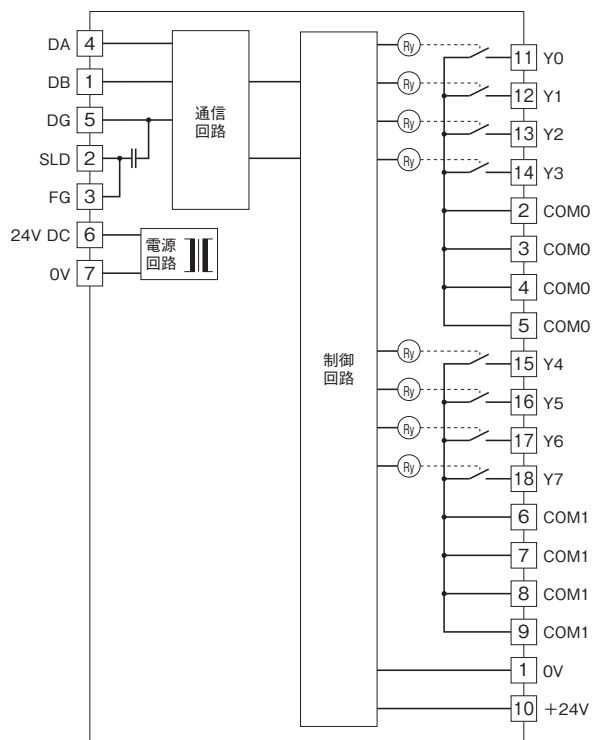 DA 4
DB 1
DG 5
SLD 2
FG 3
24V DC 6
0V 7
通信
回路
電源
回路
制御
回路
Ry
Ry
Ry
Ry
Ry
Ry
Ry
Ry
11 Y0
12 Y1
13 Y2
14 Y3
2 COM0
3 COM0
4 COM0
5 COM0
15 Y4
16 Y5
17 Y6
18 Y7
6 COM1
7 COM1
8 COM1
9 COM1
1 0V
10 +24V